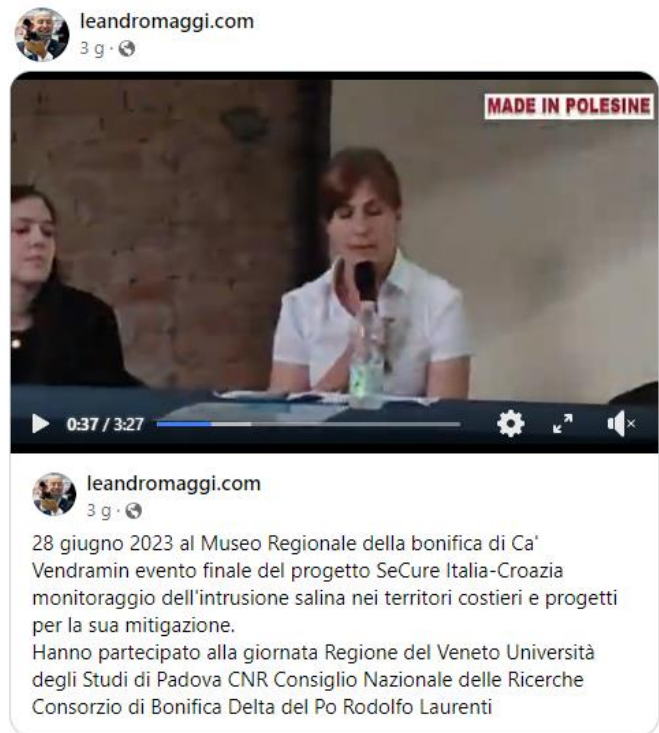 leandromaggi.com
3 g ·
MADE IN POLESINE
0:37 / 3:27
leandromaggi.com
3 g ·
28 giugno 2023 al Museo Regionale della bonifica di Ca'
Vendramin evento finale del progetto SeCure Italia-Croazia
monitoraggio dell'intrusione salina nei territori costieri e progetti
per la sua mitigazione.
Hanno partecipato alla giornata Regione del Veneto Università
degli Studi di Padova CNR Consiglio Nazionale delle Ricerche
Consorzio di Bonifica Delta del Po Rodolfo Laurenti